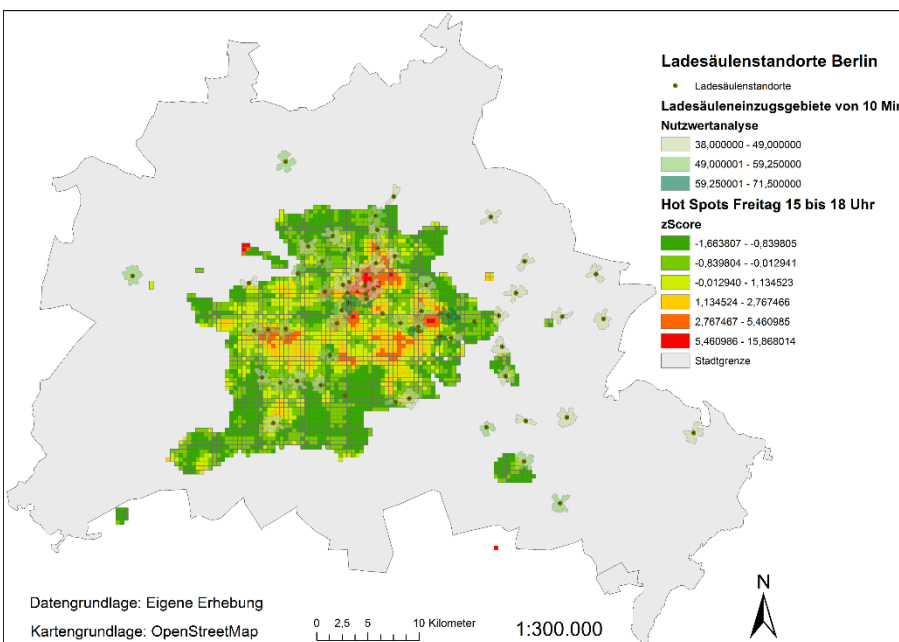 Ladesäulenstandorte Berlin
Ladesäulenstandorte
Ladesäuleneinzugsgebiete von 10 Min
Nutzwertanalyse
38,000000 - 49,000000
49,000001 - 59,250000
59,250001 - 71,500000
Hot Spots Freitag 15 bis 18 Uhr
zScore
-1,663807 - -0,839805
-0,839804 - -0,012941
-0,012940 - 1,134523
1,134524 - 2,767466
2,767467 - 5,460985
5,460986 - 15,868014
Stadtgrenze
Datengrundlage: Eigene Erhebung
Kartengrundlage: OpenStreetMap
0 2,5 5 10 Kilometer
1:300.000
N